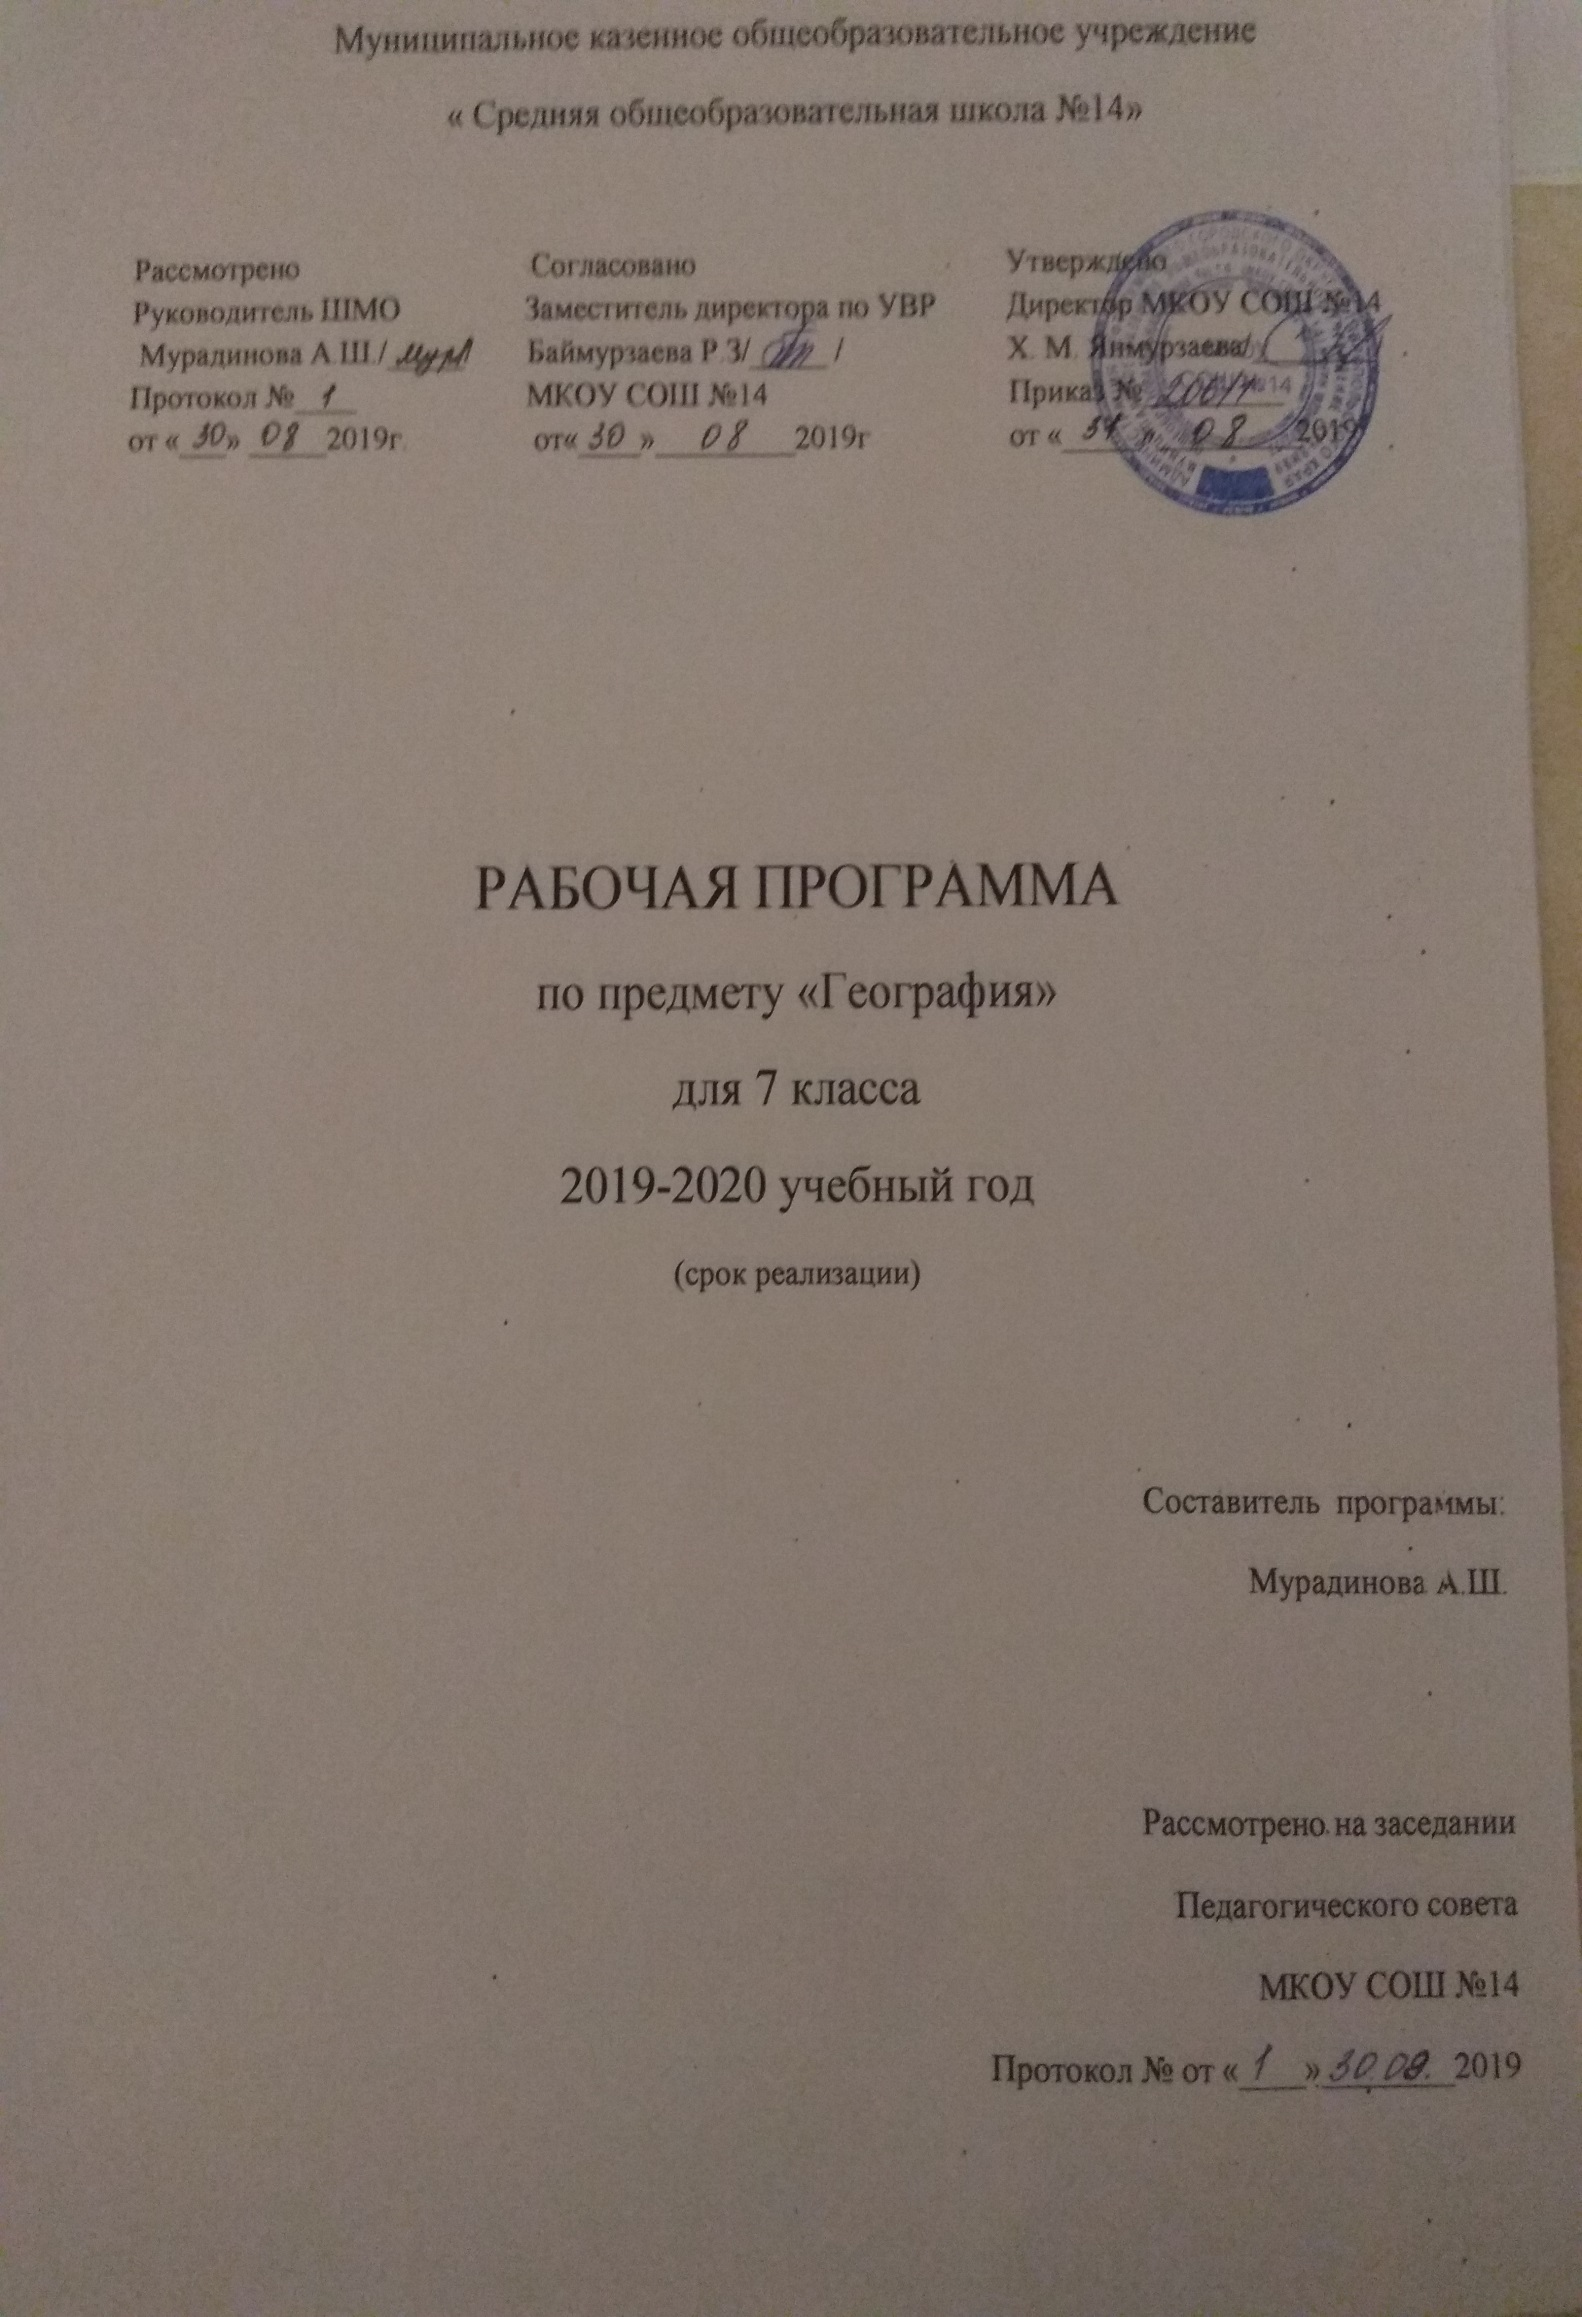 Муниципальное казенное общеобразовательное учреждение
« Средняя общеобразовательная школа №14»
Рассмотрено
Руководитель ШМО
Мурадинова А.Ш./
Протокол № 1
от « 30» 08 2019г.
Согласовано
Заместитель директора по УВР
Баймурзаева Р.З/ /
МКОУ СОШ №14
от« 30 » 08 2019г
Утверждено
Директор МКОУ СОШ №14
Х. М. Янмурзаева/
Приказ №
от « » 08 2019
РАБОЧАЯ ПРОГРАММА
по предмету «География»
для 7 класса
2019-2020 учебный год
(срок реализации)
Составитель программы:
Мурадинова А.Ш.
Рассмотрено на заседании
Педагогического совета
МКОУ СОШ №14
Протокол № от « 1 » 30.08. 2019